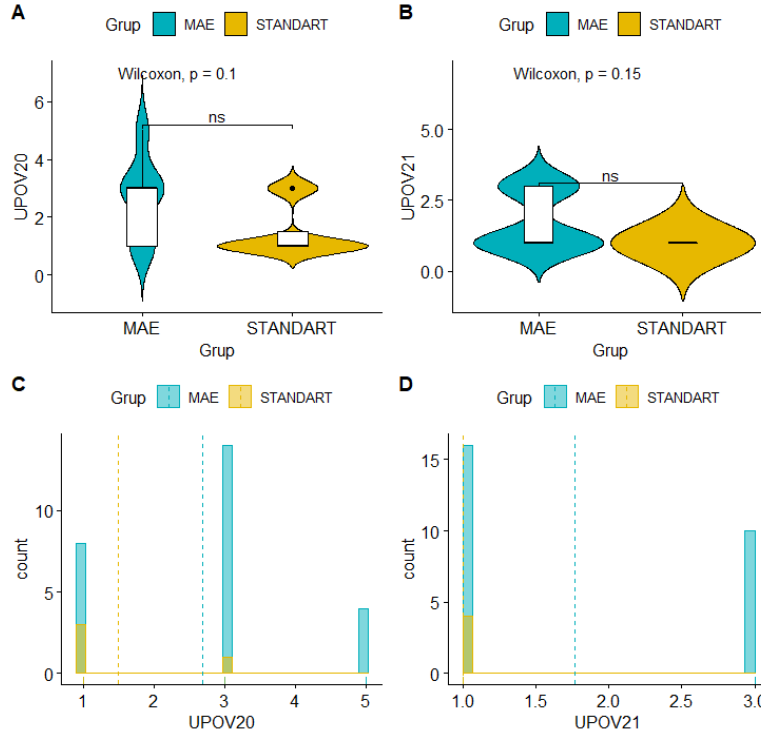 A
Grup MAE STANDART
Wilcoxon, p = 0.1
ns
UPOV20
6
4
2
0
MAE STANDART
Grup
B
Grup MAE STANDART
Wilcoxon, p = 0.15
ns
UPOV21
5.0
2.5
0.0
MAE STANDART
Grup
C
Grup MAE STANDART
count
10
5
0
1 2 3 4 5
UPOV20
D
Grup MAE STANDART
count
15
10
5
0
1.0 1.5 2.0 2.5 3.0
UPOV21